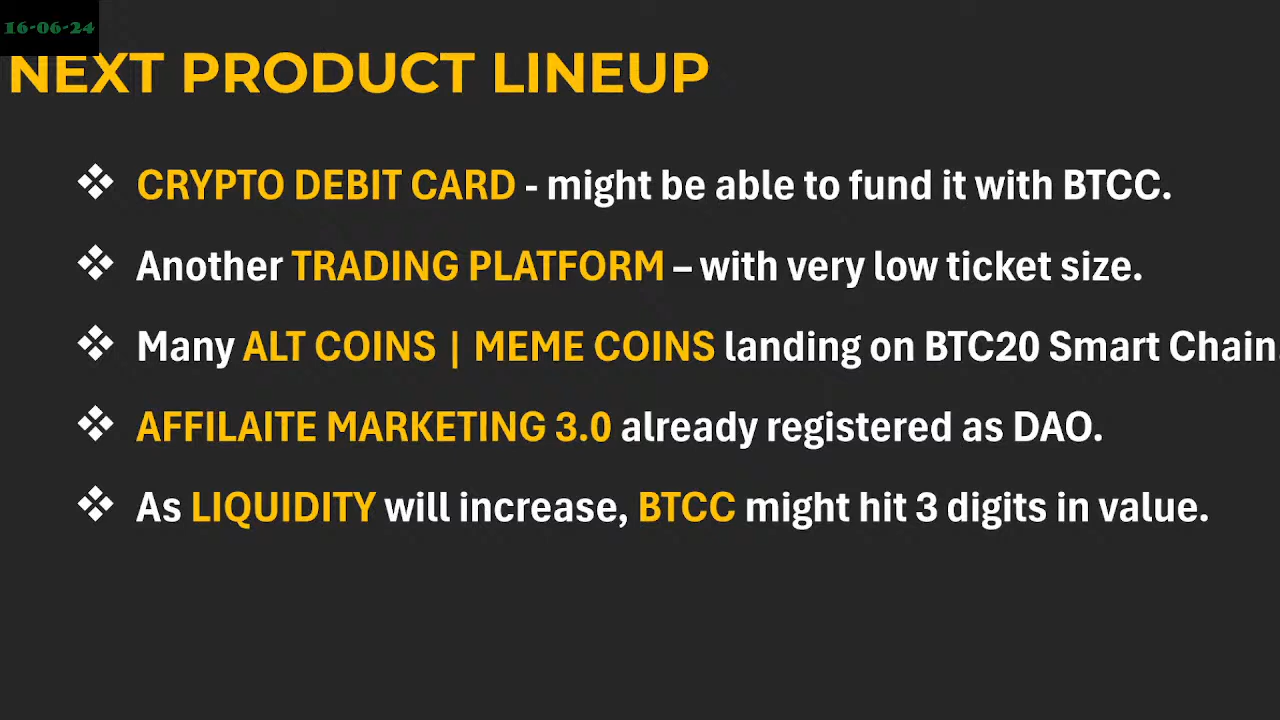 16-06-24
NEXT PRODUCT LINEUP
❖ CRYPTO DEBIT CARD - might be able to fund it with BTCC.
❖ Another TRADING PLATFORM – with very low ticket size.
❖ Many ALT COINS | MEME COINS landing on BTC20 Smart Chain.
❖ AFFILAITE MARKETING 3.0 already registered as DAO.
❖ As LIQUIDITY will increase, BTCC might hit 3 digits in value.